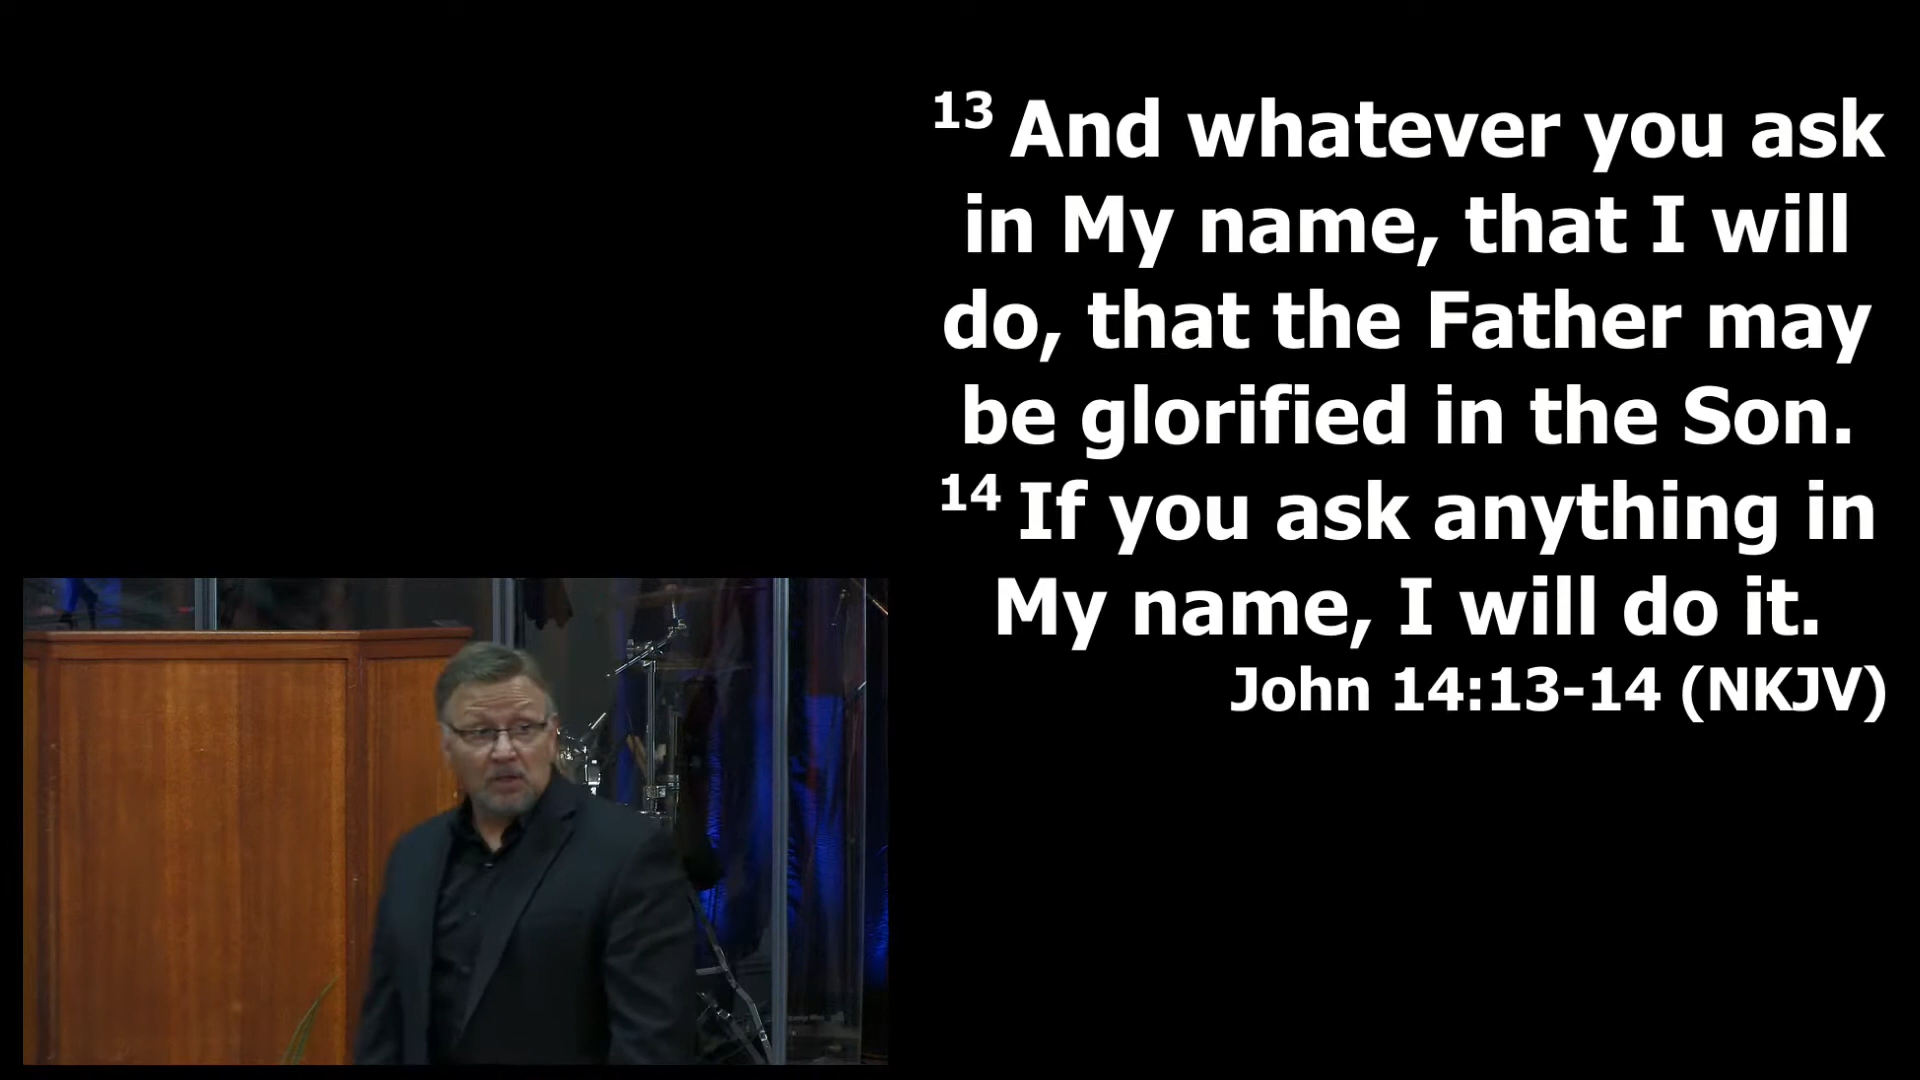 13 And whatever you ask
in My name, that I will
do, that the Father may
be glorified in the Son.
14 If you ask anything in
My name, I will do it.
John 14:13-14 (NKJV)